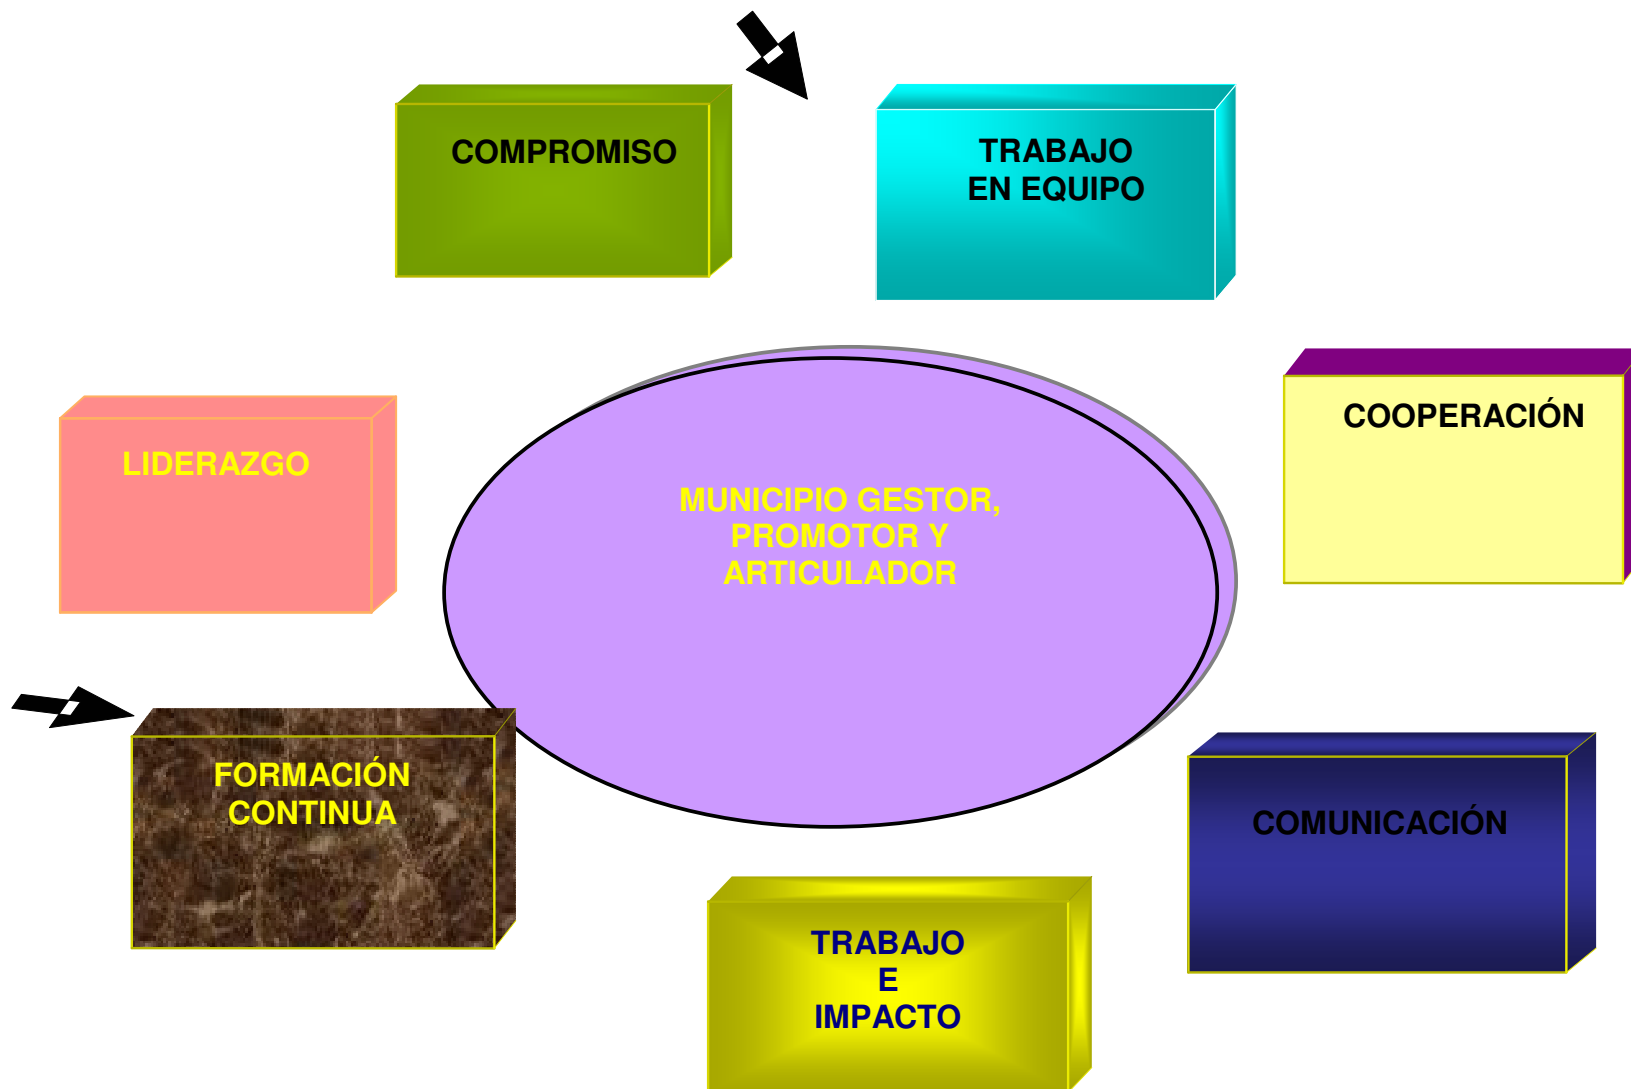 COMPROMISO
TRABAJO
EN EQUIPO
COOPERACIÓN
LIDERAZGO
MUNICIPIO GESTOR,
PROMOTOR Y
ARTICULADOR
FORMACIÓN
CONTINUA
COMUNICACIÓN
TRABAJO
E
IMPACTO